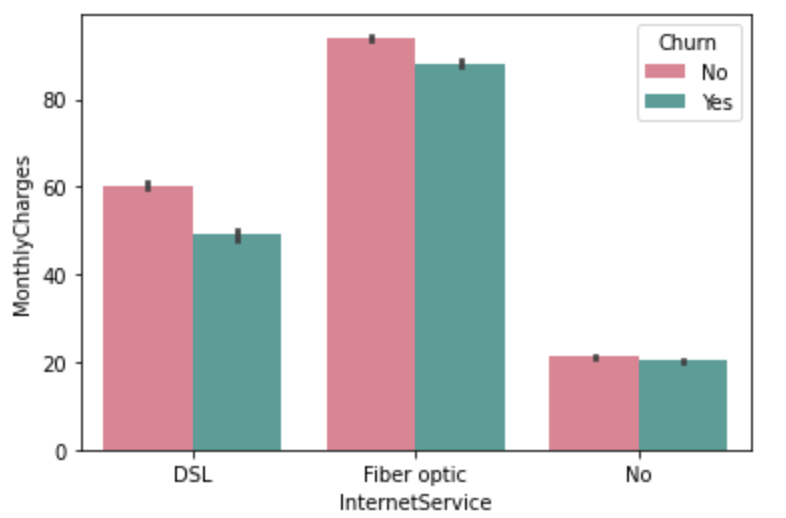 Churn
No
Yes
80
60
40
20
0
MonthlyCharges
DSL
Fiber optic
No
InternetService